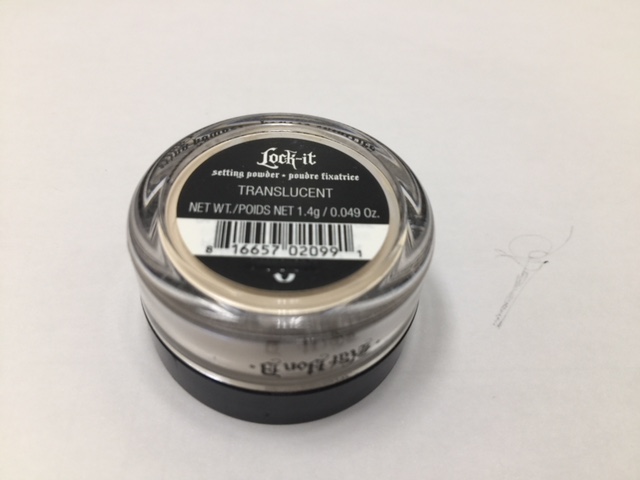 Lock-it
setting powder • poudre fixatrice
TRANSLUCENT
NET WT./POIDS NET 1.4g / 0.049 Oz.
8 16657 02099 1